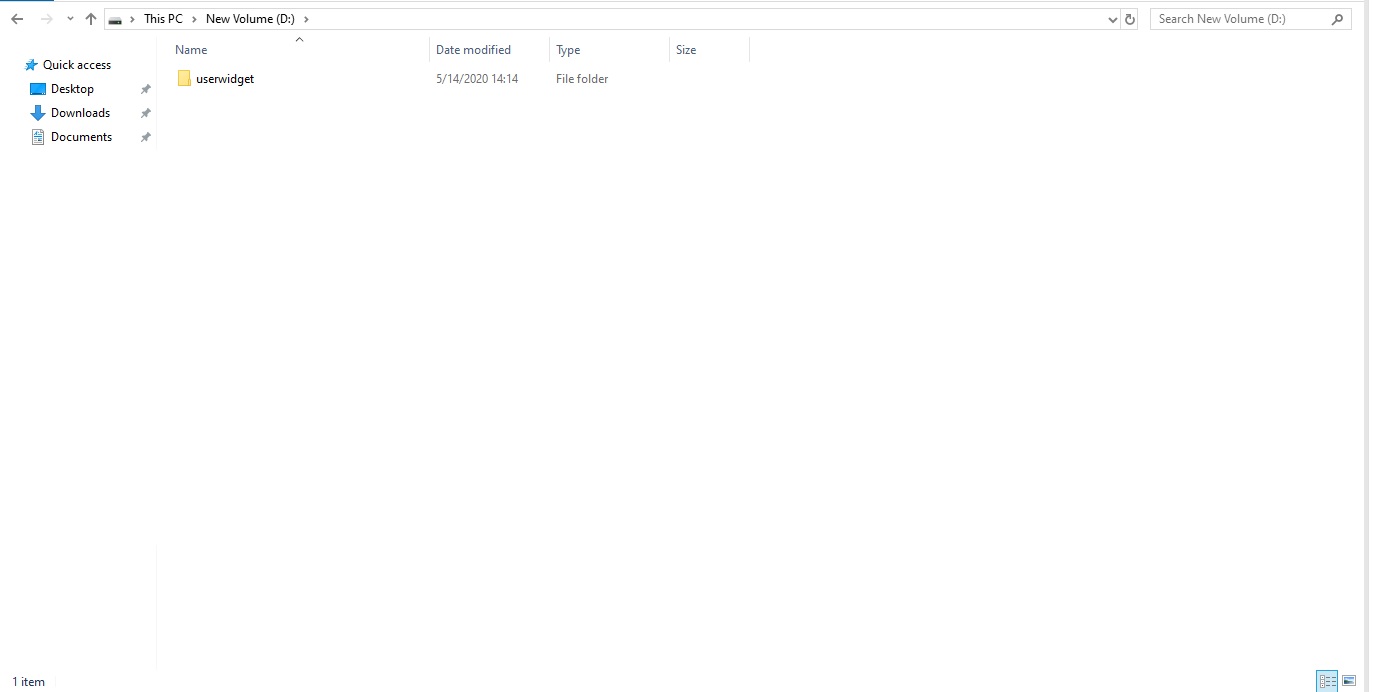 This PC New Volume (D:) Search New Volume (D:)
Name Date modified Type Size
Quick access
userwidget 5/14/2020 14:14 File folder
Desktop
Downloads
Documents
1 item